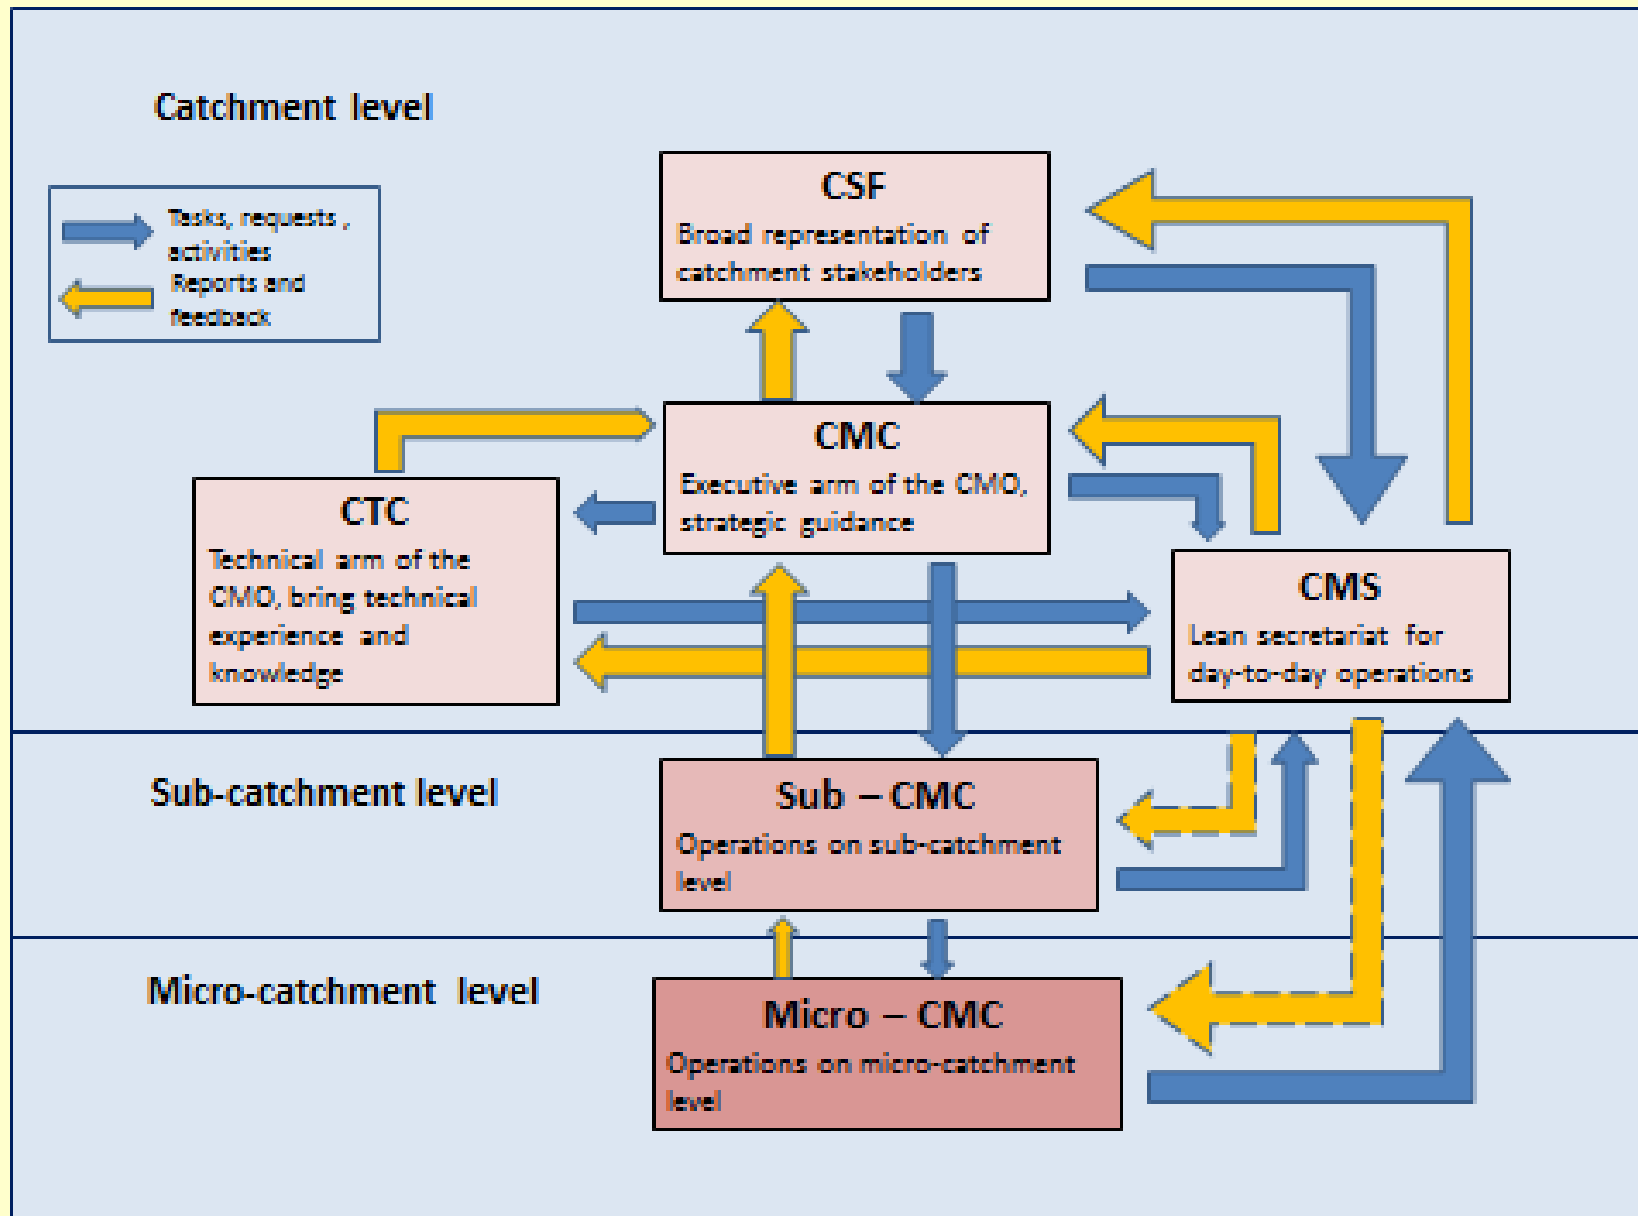 Catchment level
Tasks, requests ,
activities
Reports and
feedback
CSF
Broad representation of
catchment stakeholders
CMC
Executive arm of the CMO,
strategic guidance
CTC
Technical arm of the
CMO, bring technical
experience and
knowledge
CMS
Lean secretariat for
day-to-day operations
Sub-catchment level
Sub – CMC
Operations on sub-catchment
level
Micro-catchment level
Micro – CMC
Operations on micro-catchment
level